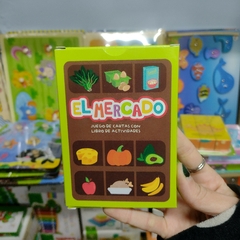 EL MERCADO
JUEGO DE CARTAS CON
LIBRO DE ACTIVIDADES